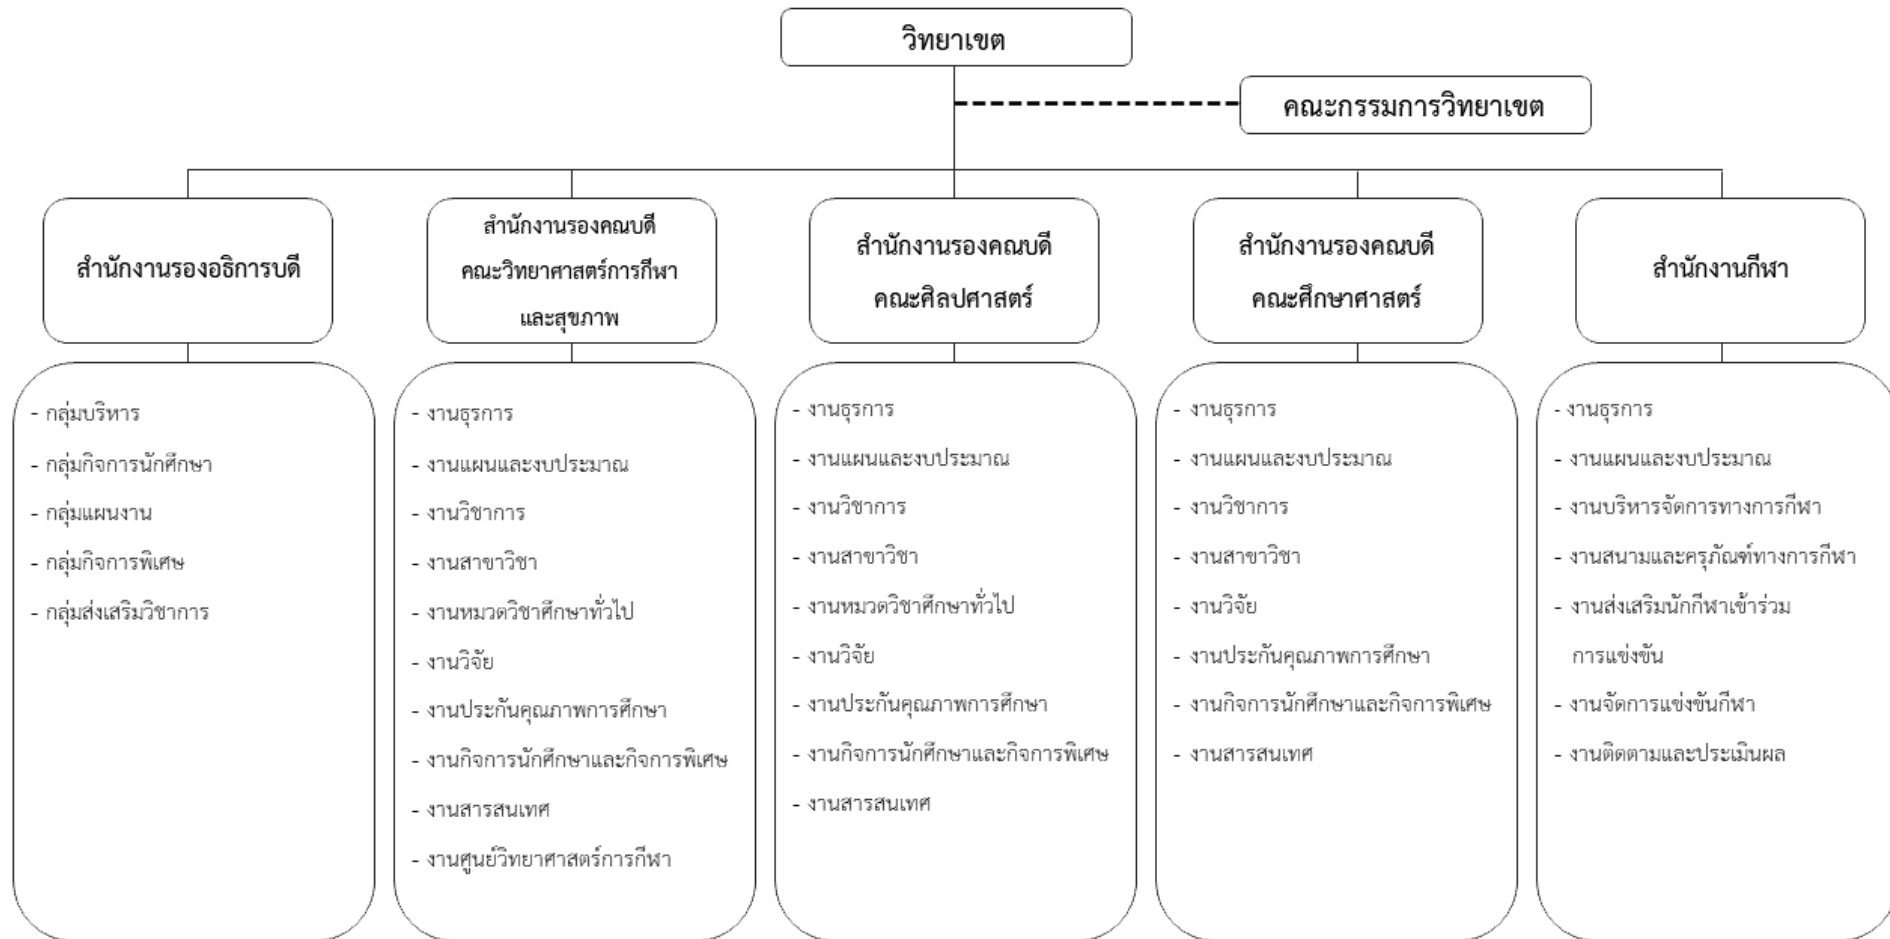 วิทยาเขต
คณะกรรมการวิทยาเขต
สำนักงานรองอธิการบดี
- กลุ่มบริหาร
- กลุ่มกิจการนักศึกษา
- กลุ่มแผนงาน
- กลุ่มกิจการพิเศษ
- กลุ่มส่งเสริมวิชาการ
สำนักงานรองคณบดี
คณะวิทยาศาสตร์การกีฬา
และสุขภาพ
- งานธุรการ
- งานแผนและงบประมาณ
- งานวิชาการ
- งานสาขาวิชา
- งานหมวดวิชาศึกษาทั่วไป
- งานวิจัย
- งานประกันคุณภาพการศึกษา
- งานกิจการนักศึกษาและกิจการพิเศษ
- งานสารสนเทศ
- งานศูนย์วิทยาศาสตร์การกีฬา
สำนักงานรองคณบดี
คณะศิลปศาสตร์
- งานธุรการ
- งานแผนและงบประมาณ
- งานวิชาการ
- งานสาขาวิชา
- งานหมวดวิชาศึกษาทั่วไป
- งานวิจัย
- งานประกันคุณภาพการศึกษา
- งานกิจการนักศึกษาและกิจการพิเศษ
- งานสารสนเทศ
สำนักงานรองคณบดี
คณะศึกษาศาสตร์
- งานธุรการ
- งานแผนและงบประมาณ
- งานวิชาการ
- งานสาขาวิชา
- งานวิจัย
- งานประกันคุณภาพการศึกษา
- งานกิจการนักศึกษาและกิจการพิเศษ
- งานสารสนเทศ
สำนักงานกีฬา
- งานธุรการ
- งานแผนและงบประมาณ
- งานบริหารจัดการทางการกีฬา
- งานสนามและครุภัณฑ์ทางการกีฬา
- งานส่งเสริมนักกีฬาเข้าร่วม
การแข่งขัน
- งานจัดการแข่งขันกีฬา
- งานติดตามและประเมินผล